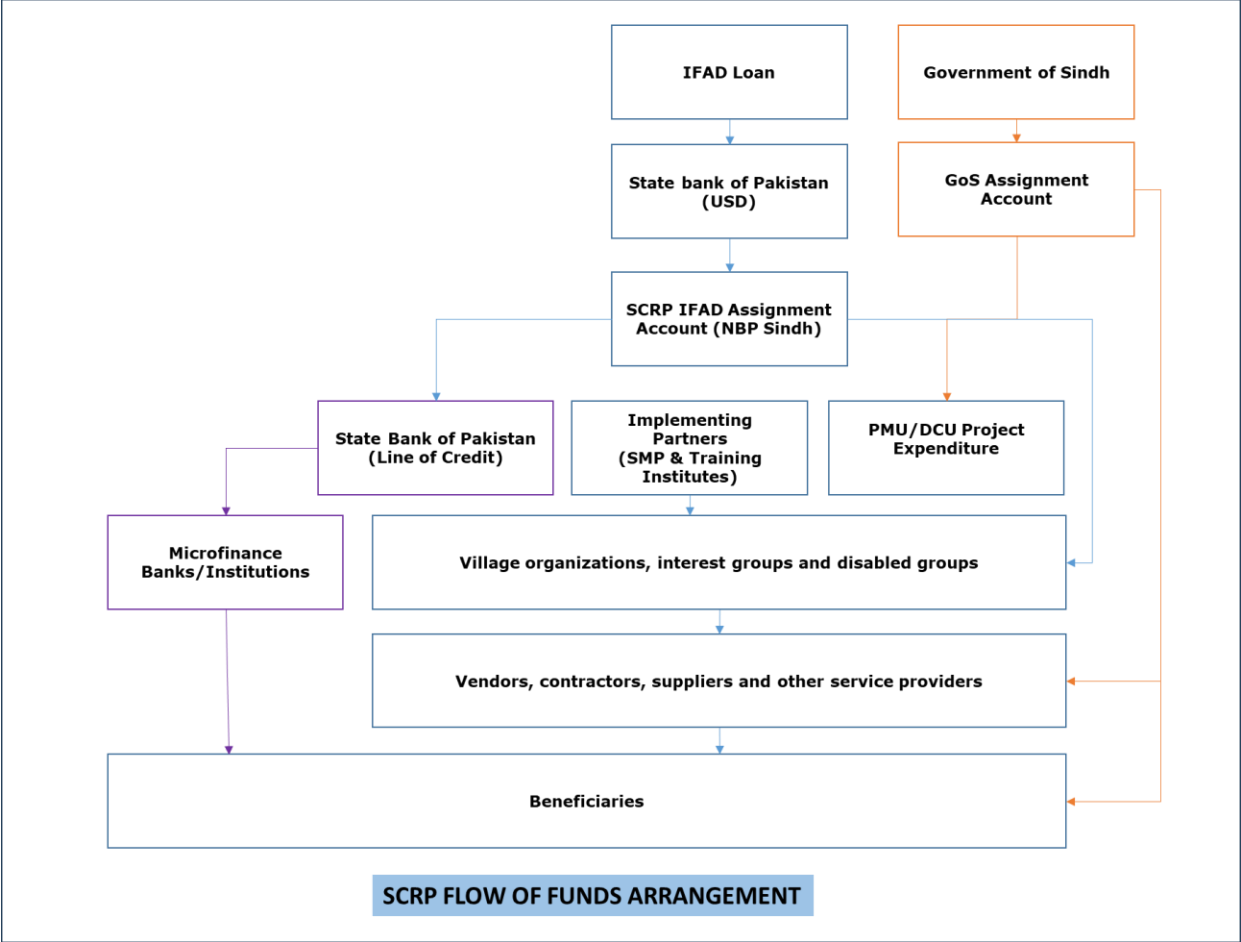 IFAD Loan
Government of Sindh
State bank of Pakistan
(USD)
GoS Assignment
Account
SCRP IFAD Assignment
Account (NBP Sindh)
State Bank of Pakistan
(Line of Credit)
Implementing
Partners
(SMP & Training
Institutes)
PMU/DCU Project
Expenditure
Microfinance
Banks/Institutions
Village organizations, interest groups and disabled groups
Vendors, contractors, suppliers and other service providers
Beneficiaries
SCRP FLOW OF FUNDS ARRANGEMENT